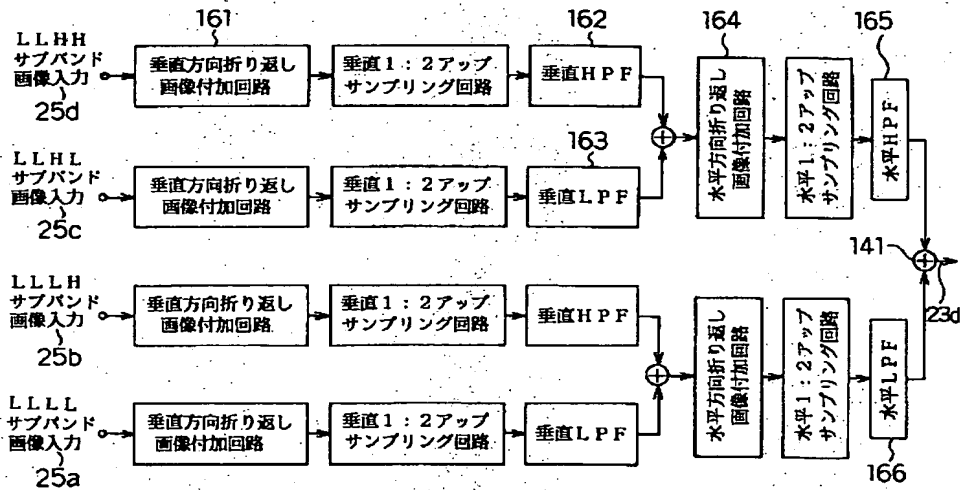 161
162
164
165
LLHH
サブバンド
画像入力
25d
垂直方向折り返し
画像付加回路
垂直1:2アップ
サンプリング回路
垂直HPF
水平方向折り返し
画像付加回路
水平1:2アップ
サンプリング回路
水平HPF
163
LLHL
サブバンド
画像入力
25c
垂直方向折り返し
画像付加回路
垂直1:2アップ
サンプリング回路
垂直LPF
141
23d
LLLH
サブバンド
画像入力
25b
垂直方向折り返し
画像付加回路
垂直1:2アップ
サンプリング回路
垂直HPF
水平方向折り返し
画像付加回路
水平1:2アップ
サンプリング回路
水平LPF
LLLL
サブバンド
画像入力
25a
垂直方向折り返し
画像付加回路
垂直1:2アップ
サンプリング回路
垂直LPF
166